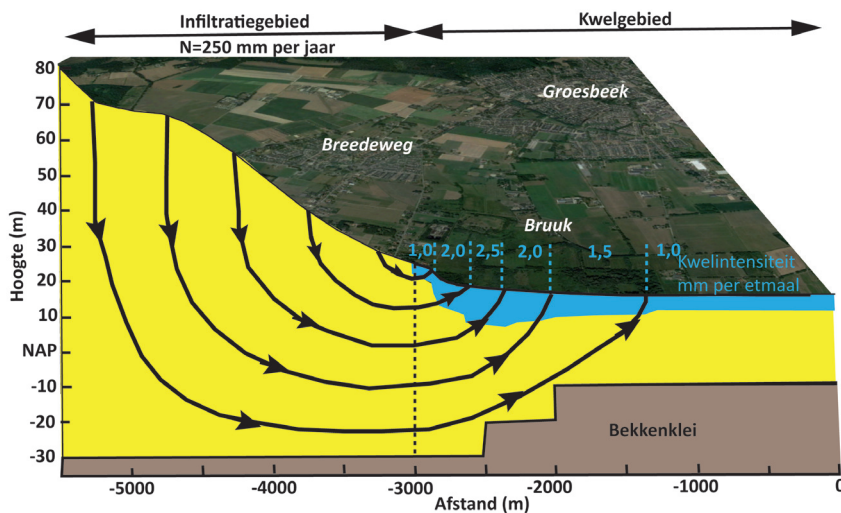 Infiltratiegebied
Kwelgebied
N=250 mm per jaar
Hoogte (m)
80
70
60
50
40
30
20
10
NAP
-10
-20
-30
Groesbeek
Breedeweg
Bruuk
1,0 2,0 2,5 2,0 1,5 1,0
Kwelintensiteit
mm per etmaal
Bekkenklei
-5000 -4000 -3000 -2000 -1000 0
Afstand (m)